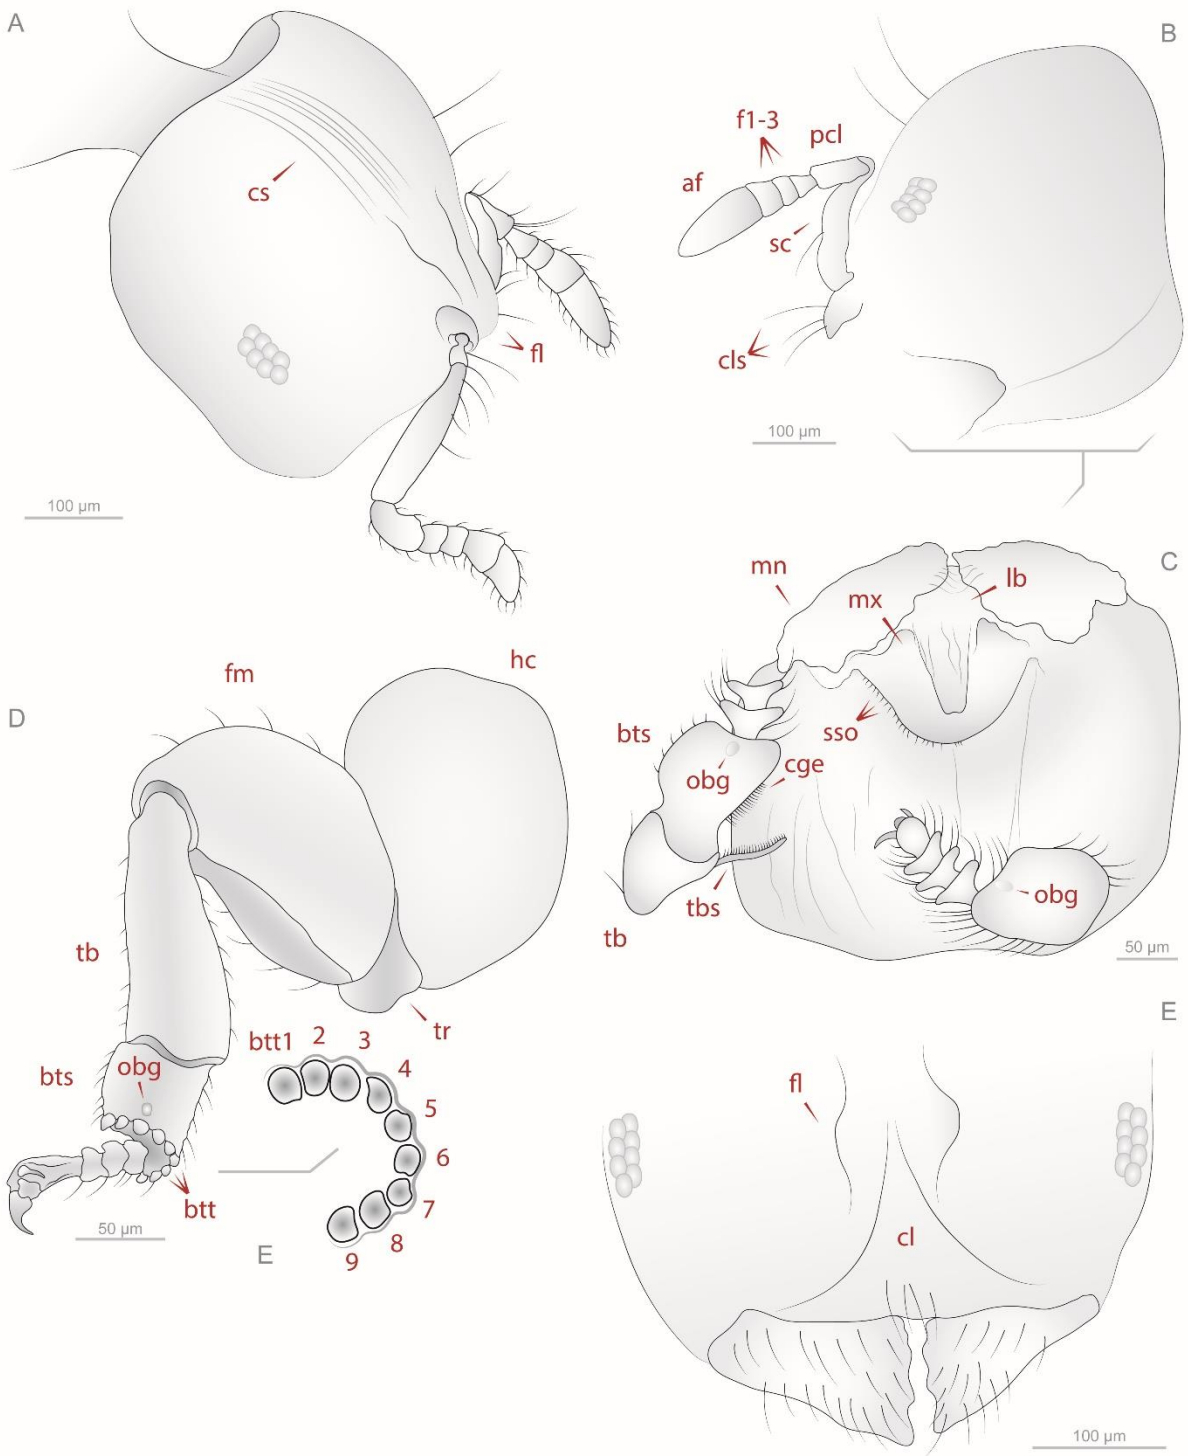 A
cs
fl
100 µm
B
f1-3
pcl
af
sc
cls
100 µm
C
mn
lb
mx
sso
bts
obg
cge
tbs
tb
obg
50 µm
D
fm
hc
tb
tr
bts
obg
btt
50 µm
E
btt1
2
3
4
5
6
7
8
9
E
fl
cl
100 µm